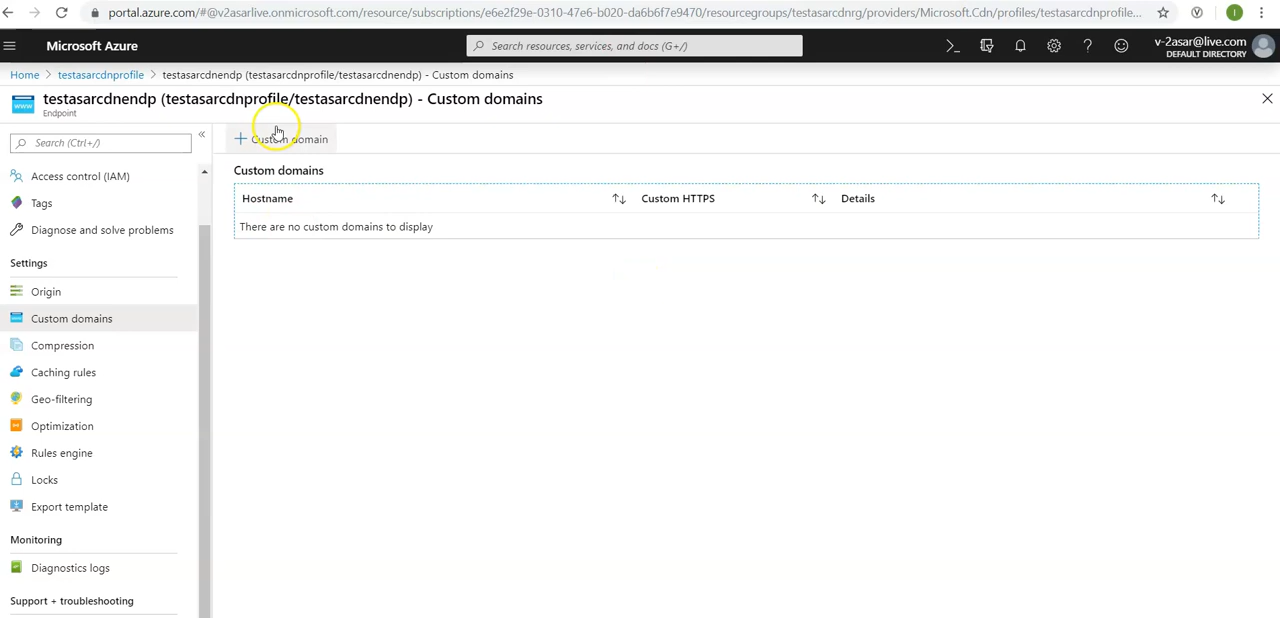 portal.azure.com/#@v2asarlive.onmicrosoft.com/resource/subscriptions/e6e2f29e-0310-47e6-b020-da6b6f7e9470/resourcegroups/testasarcdnrg/providers/Microsoft.Cdn/profiles/testasarcdnprofile...
Microsoft Azure
Search resources, services, and docs (G+/)
v-2asar@live.com
DEFAULT DIRECTORY
Home > testasarcdnprofile > testasarcdnendp (testasarcdnprofile/testasarcdnendp) - Custom domains
testasarcdnendp (testasarcdnprofile/testasarcdnendp) - Custom domains
Endpoint
Search (Ctrl+/)
Access control (IAM)
Tags
Diagnose and solve problems
Settings
Origin
Custom domains
Compression
Caching rules
Geo-filtering
Optimization
Rules engine
Locks
Export template
Monitoring
Diagnostics logs
Support + troubleshooting
+ Custom domain
Custom domains
Hostname Custom HTTPS Details
There are no custom domains to display